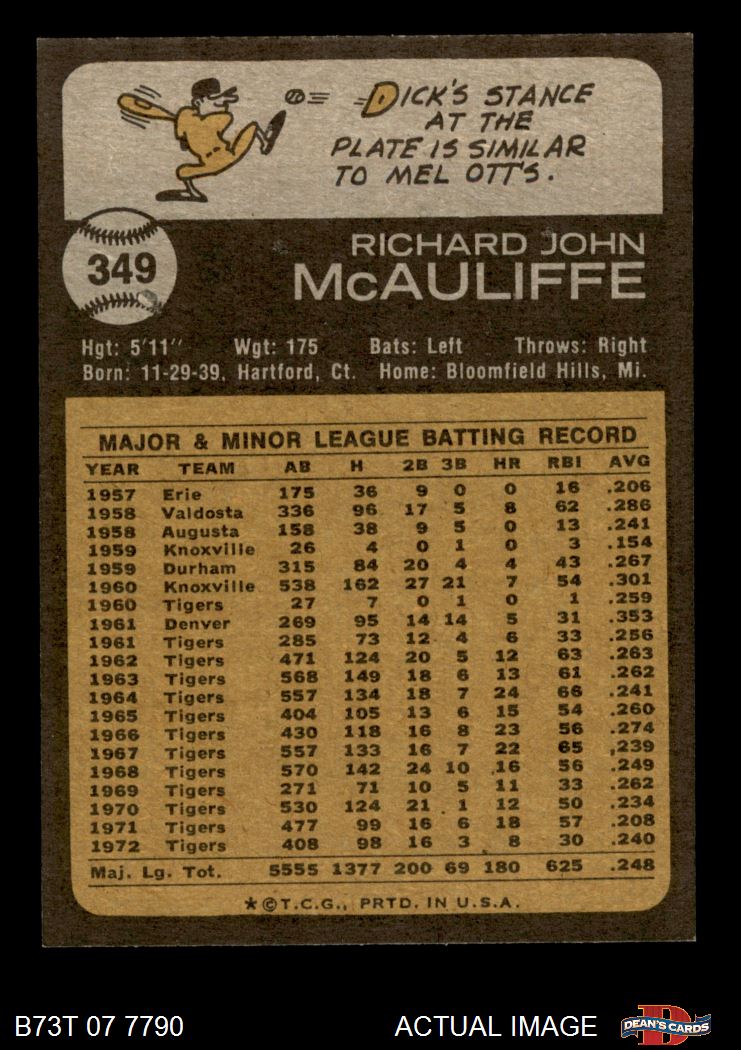 DICK'S STANCE
AT THE
PLATE IS SIMILAR
TO MEL OTT'S.
349
RICHARD JOHN
McAULIFFE
Hgt: 5'11" Wgt: 175 Bats: Left Throws: Right
Born: 11-29-39, Hartford, Ct. Home: Bloomfield Hills, Mi.
MAJOR & MINOR LEAGUE BATTING RECORD
YEAR TEAM AB H 2B 3B HR RBI AVG
1957 Erie 175 36 9 0 0 16 .206
1958 Valdosta 336 96 17 5 8 62 .286
1958 Augusta 158 38 9 5 0 13 .241
1959 Knoxville 26 4 0 1 0 3 .154
1959 Durham 315 84 20 4 4 43 .267
1960 Knoxville 538 162 27 21 7 54 .301
1960 Tigers 27 7 0 1 0 1 .259
1961 Denver 269 95 14 14 5 31 .353
1961 Tigers 285 73 12 4 6 33 .256
1962 Tigers 471 124 20 5 12 63 .263
1963 Tigers 568 149 18 6 13 61 .262
1964 Tigers 557 134 18 7 24 66 .241
1965 Tigers 404 105 13 6 15 54 .260
1966 Tigers 430 118 16 8 23 56 .274
1967 Tigers 557 133 16 7 22 65 .239
1968 Tigers 570 142 24 10 16 56 .249
1969 Tigers 271 71 10 5 11 33 .262
1970 Tigers 530 124 21 1 12 50 .234
1971 Tigers 477 99 16 6 18 57 .208
1972 Tigers 408 98 16 3 8 30 .240
Maj. Lg. Tot. 5555 1377 200 69 180 625 .248
★©T.C.G., PRTD. IN U.S.A.
B73T 07 7790 ACTUAL IMAGE DEAN'S CARDS